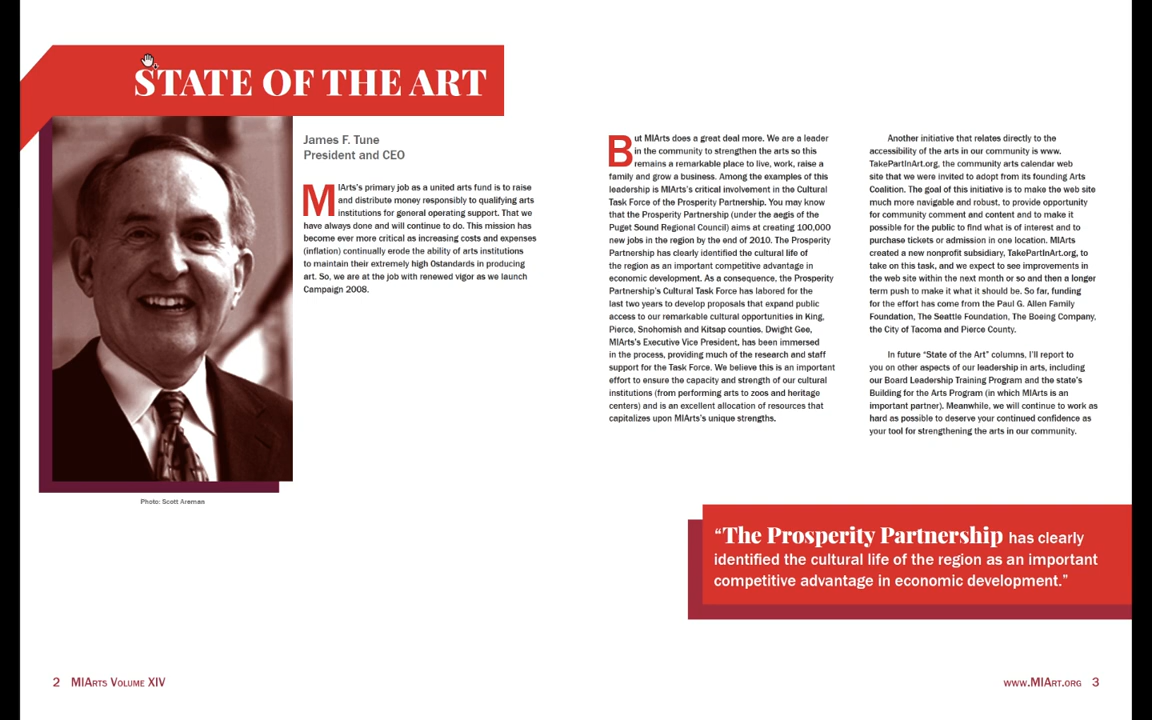 STATE OF THE ART
James F. Tune
President and CEO
MIArts's primary job as a united arts fund is to raise
and distribute money responsibly to qualifying arts
institutions for general operating support. That we
have always done and will continue to do. This mission has
become ever more critical as increasing costs and expenses
(inflation) continually erode the ability of arts institutions
to maintain their extremely high Ostandards in producing
art. So, we are at the job with renewed vigor as we launch
Campaign 2008.
Photo: Scott Areman
But MIArts does a great deal more. We are a leader
in the community to strengthen the arts so this
remains a remarkable place to live, work, raise a
family and grow a business. Among the examples of this
leadership is MIArts's critical involvement in the Cultural
Task Force of the Prosperity Partnership. You may know
that the Prosperity Partnership (under the aegis of the
Puget Sound Regional Council) aims at creating 100,000
new jobs in the region by the end of 2010. The Prosperity
Partnership has clearly identified the cultural life of
the region as an important competitive advantage in
economic development. As a consequence, the Prosperity
Partnership's Cultural Task Force has labored for the
last two years to develop proposals that expand public
access to our remarkable cultural opportunities in King,
Pierce, Snohomish and Kitsap counties. Dwight Gee,
MIArts's Executive Vice President, has been immersed
in the process, providing much of the research and staff
support for the Task Force. We believe this is an important
effort to ensure the capacity and strength of our cultural
institutions (from performing arts to zoos and heritage
centers) and is an excellent allocation of resources that
capitalizes upon MIArts's unique strengths.
Another initiative that relates directly to the
accessibility of the arts in our community is www.
TakePartInArt.org, the community arts calendar web
site that we were invited to adopt from its founding Arts
Coalition. The goal of this initiative is to make the web site
much more navigable and robust, to provide opportunity
for community comment and content and to make it
possible for the public to find what is of interest and to
purchase tickets or admission in one location. MIArts
created a new nonprofit subsidiary, TakePartInArt.org, to
take on this task, and we expect to see improvements in
the web site within the next month or so and then a longer
term push to make it what it should be. So far, funding
for the effort has come from the Paul G. Allen Family
Foundation, The Seattle Foundation, The Boeing Company,
the City of Tacoma and Pierce County.
In future "State of the Art" columns, I'll report to
you on other aspects of our leadership in arts, including
our Board Leadership Training Program and the state's
Building for the Arts Program (in which MIArts is an
important partner). Meanwhile, we will continue to work as
hard as possible to deserve your continued confidence as
your tool for strengthening the arts in our community.
"The Prosperity Partnership has clearly
identified the cultural life of the region as an important
competitive advantage in economic development."
2 MIArts Volume XIV
www.MIArt.org 3